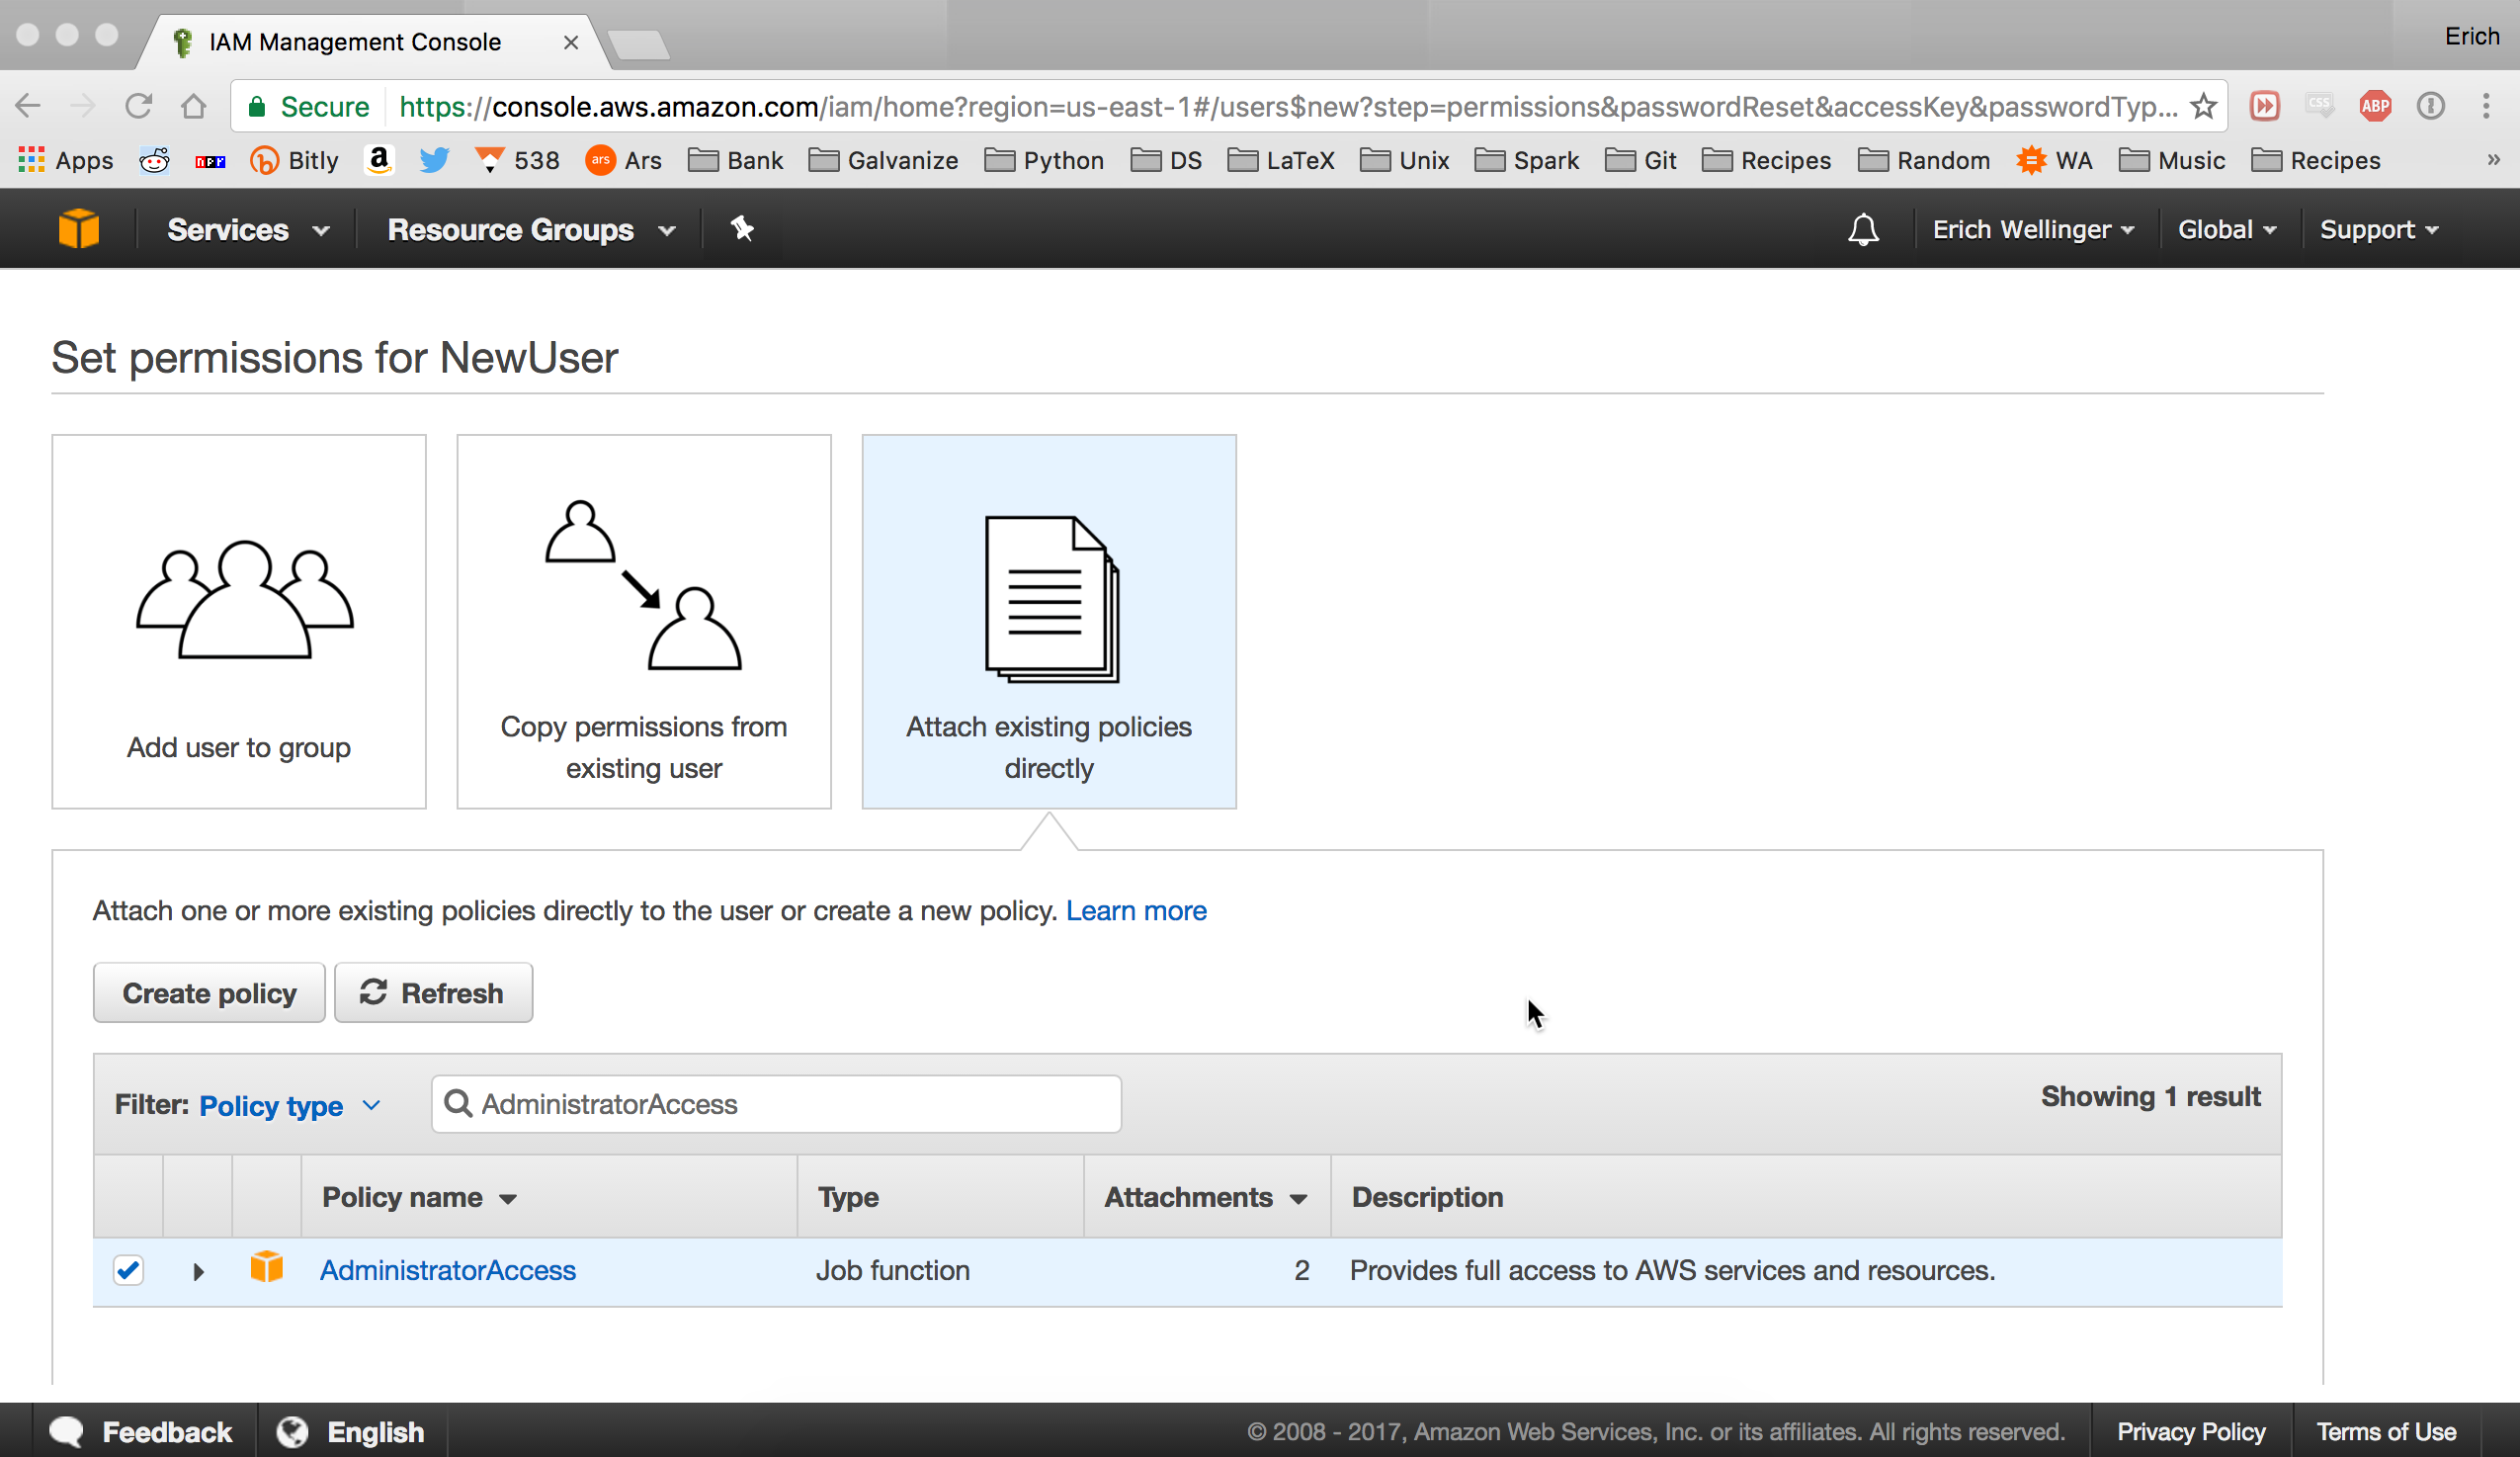 IAM Management Console
Erich
Secure https://console.aws.amazon.com/iam/home?region=us-east-1#/users$new?step=permissions&passwordReset&accessKey&passwordTyp...
CSS
ABP
Apps
npr
Bitly
a
538
ars
Ars
Bank
Galvanize
Python
DS
LaTeX
Unix
Spark
Git
Recipes
Random
WA
Music
Recipes
»
Services
Resource Groups
Erich Wellinger
Global
Support
Set permissions for NewUser
Add user to group
Copy permissions from
existing user
Attach existing policies
directly
Attach one or more existing policies directly to the user or create a new policy. Learn more
Create policy
Refresh
Filter: Policy type
AdministratorAccess
Showing 1 result
Policy name
Type
Attachments
Description
AdministratorAccess
Job function
2
Provides full access to AWS services and resources.
Feedback
English
© 2008 - 2017, Amazon Web Services, Inc. or its affiliates. All rights reserved.
Privacy Policy
Terms of Use